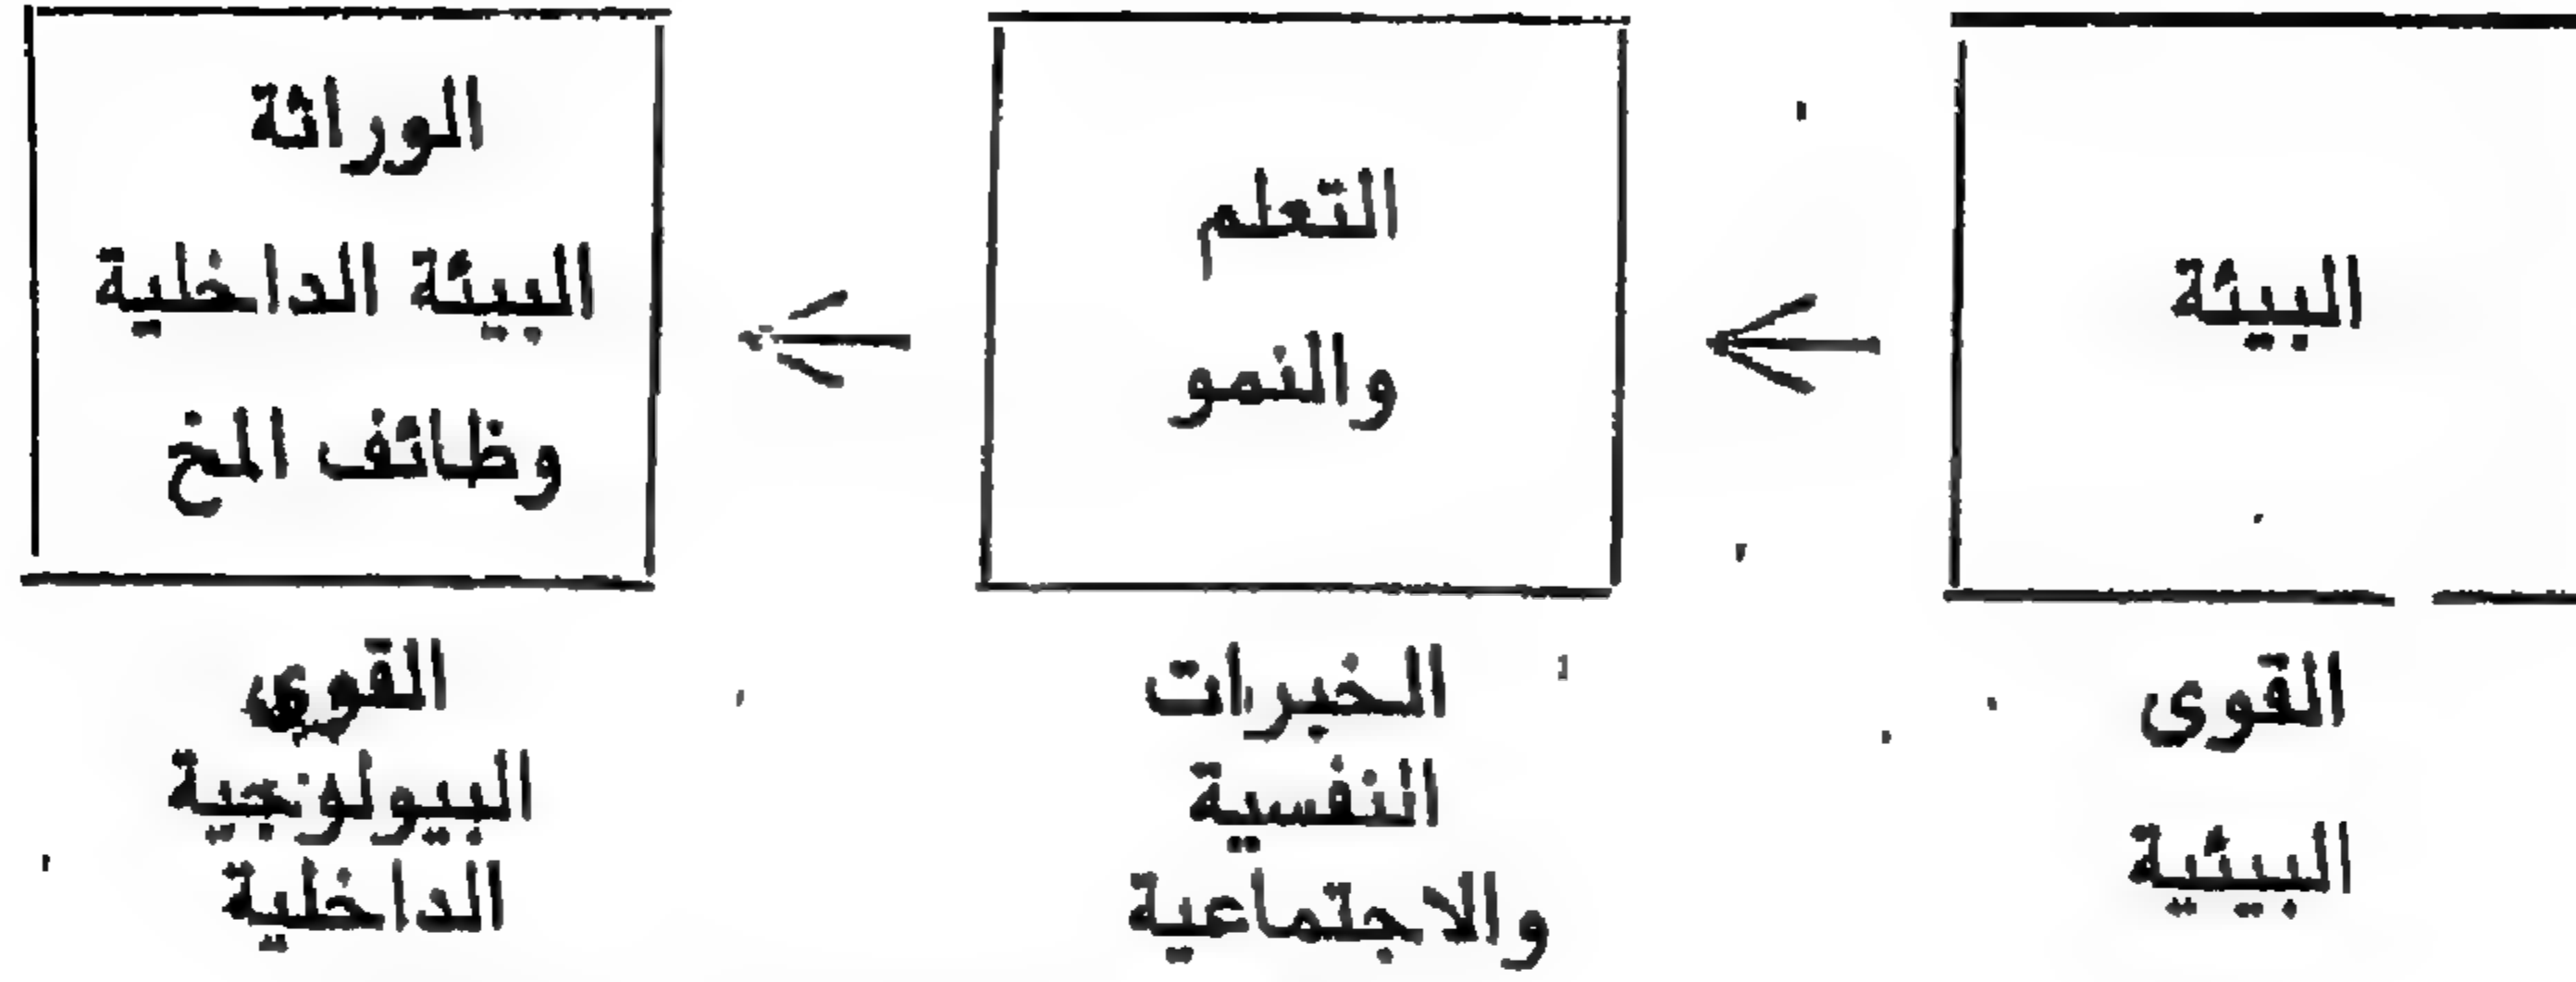 البيئة
القوى
البيئية
التعلم
والنمو
الخبرات
النفسية
والاجتماعية
الوراثة
البيئة الداخلية
وظائف المخ
القوى
البيولوجية
الداخلية